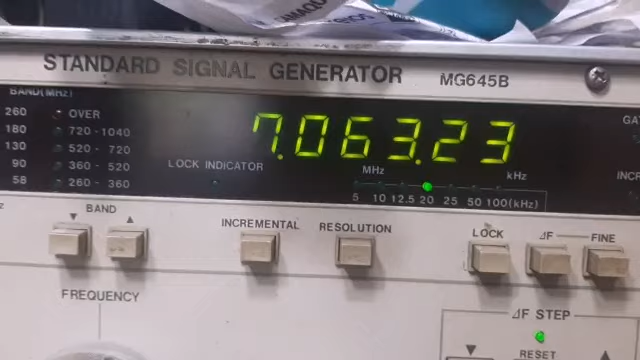 STANDARD SIGNAL GENERATOR MG645B
BAND(MHz)
260 OVER
180 720-1040
130 520-720
90 360-520
58 260-360
LOCK INDICATOR
7.063.23
MHz kHz
5 10 12.5 20 25 50 100(kHz)
BAND
▼ ▲
INCREMENTAL
RESOLUTION
LOCK
⊿F FINE
FREQUENCY
⊿F STEP
▼ RESET ▲